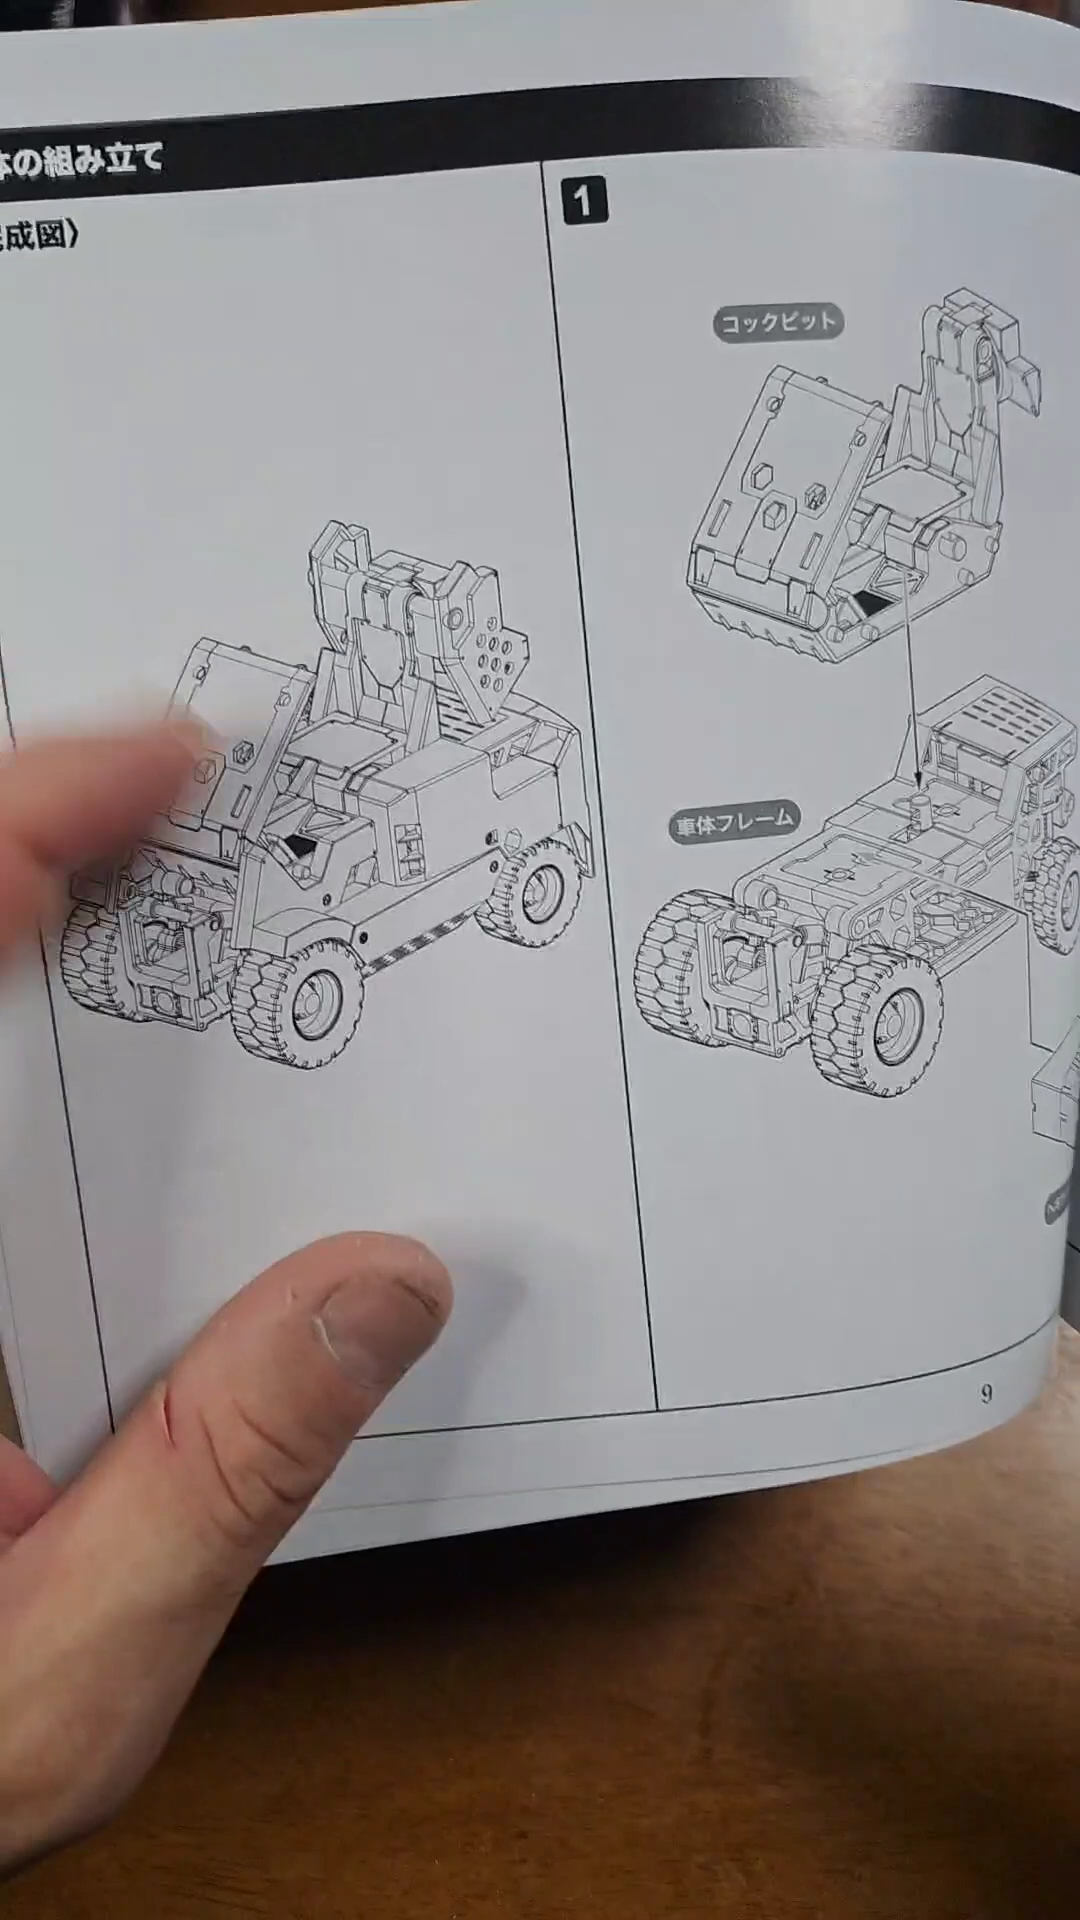 体の組み立て
成図〉
1
コックピット
車体フレーム
9